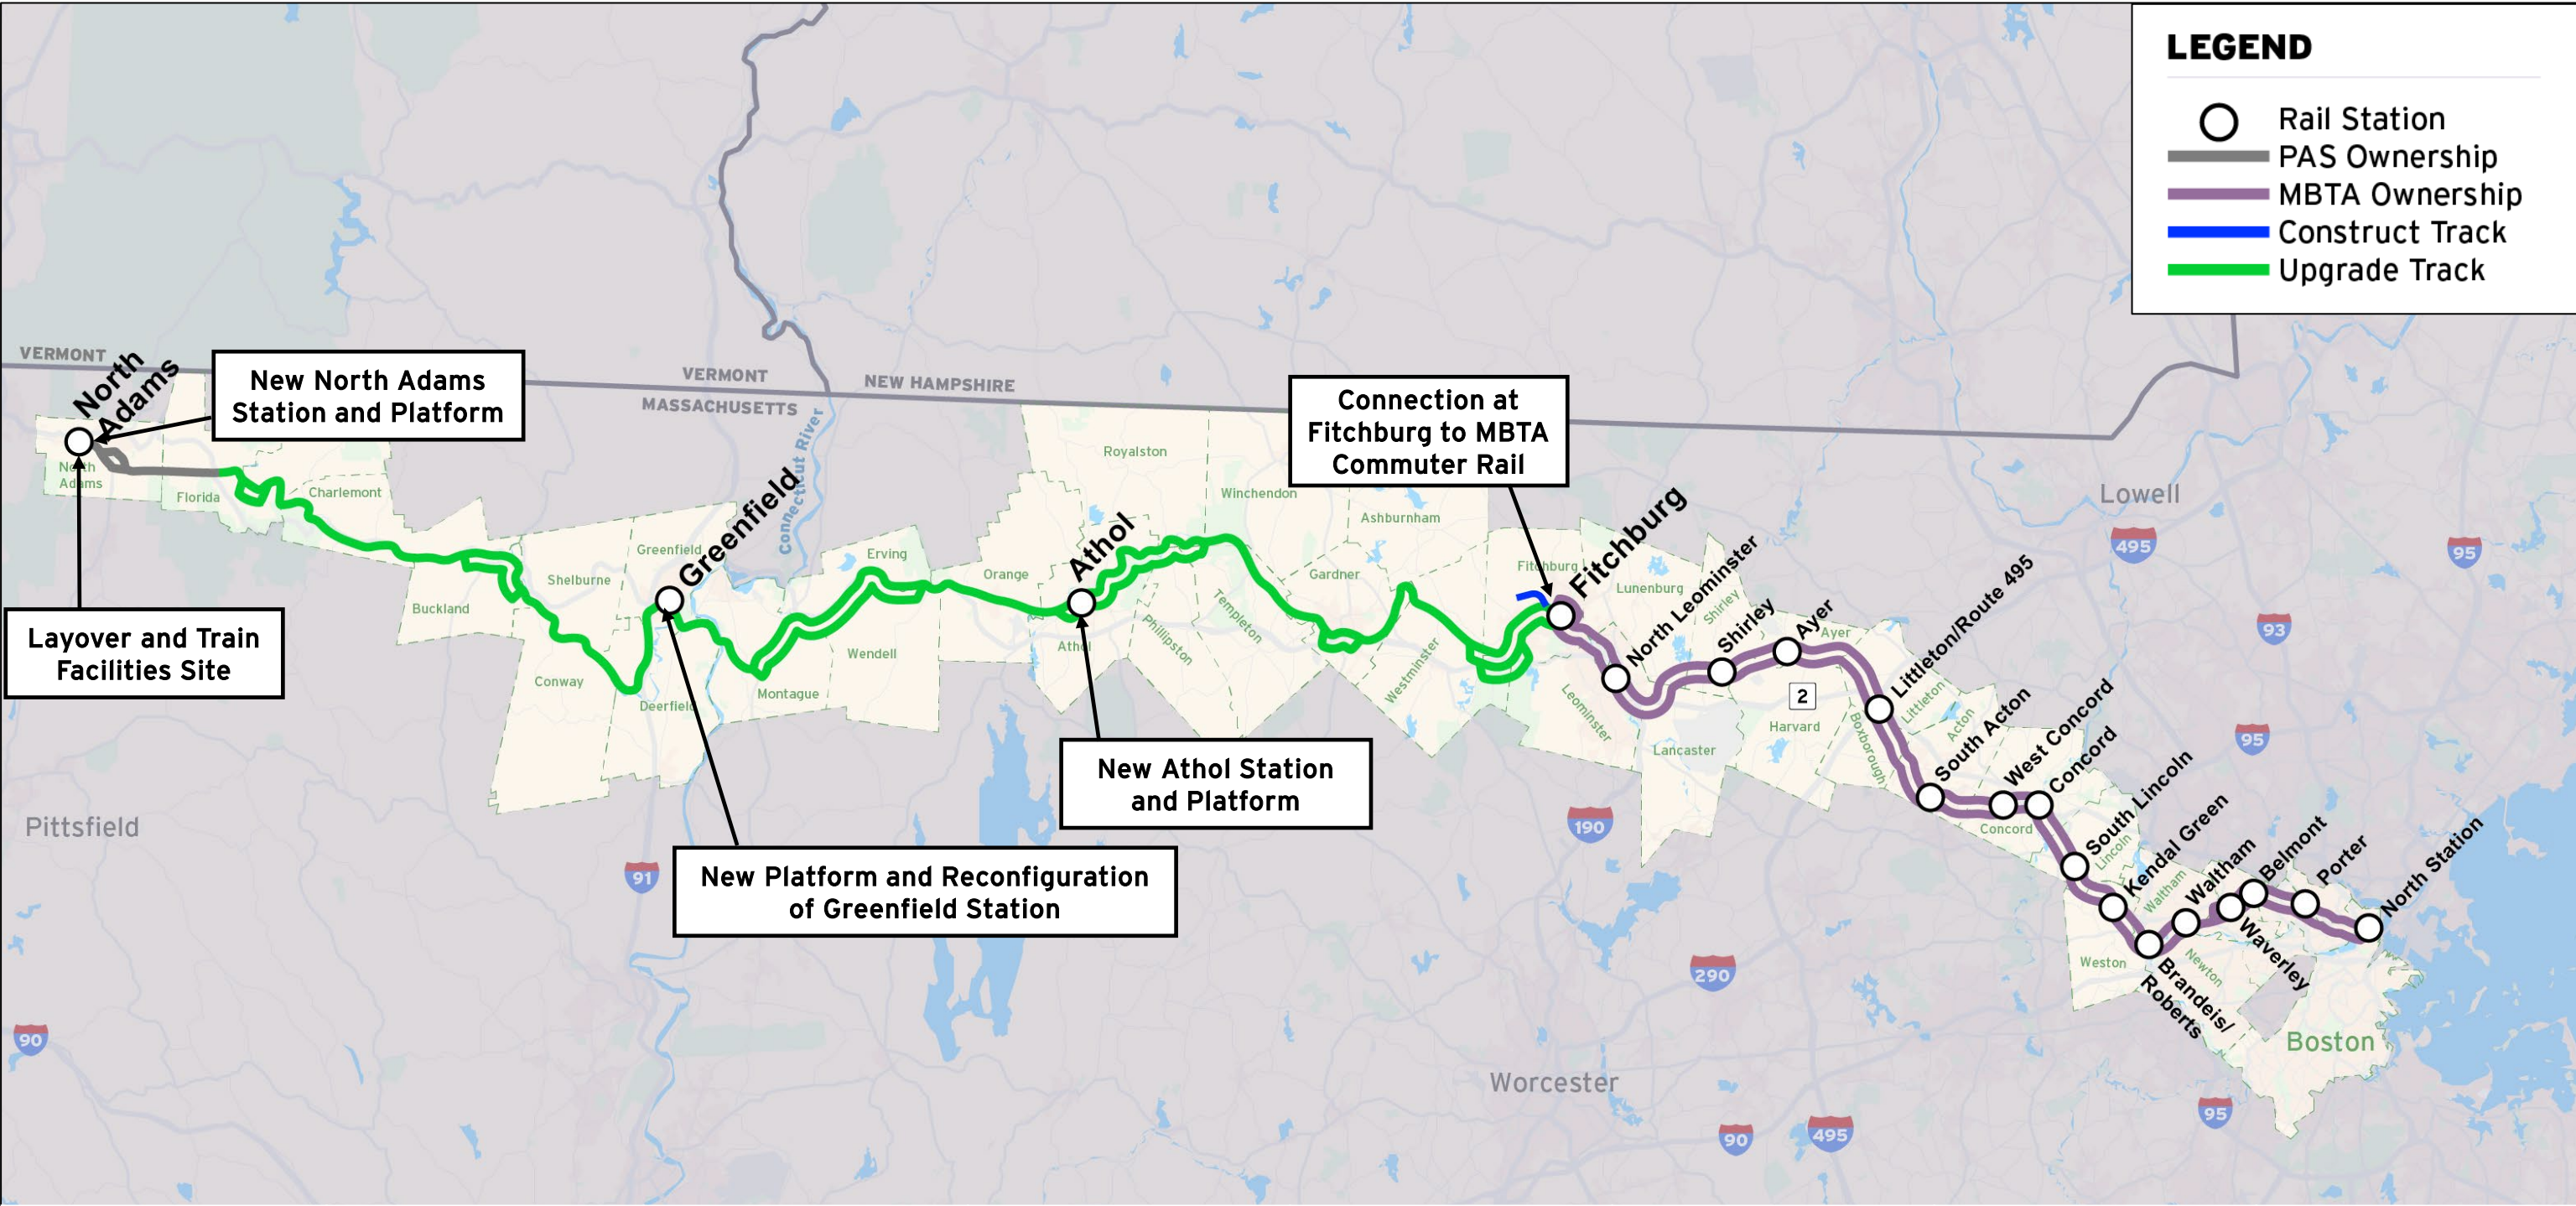 LEGEND
Rail Station
PAS Ownership
MBTA Ownership
Construct Track
Upgrade Track
VERMONT
VERMONT
NEW HAMPSHIRE
MASSACHUSETTS
North
Adams
New North Adams
Station and Platform
Connection at
Fitchburg to MBTA
Commuter Rail
Layover and Train
Facilities Site
New Athol Station
and Platform
New Platform and Reconfiguration
of Greenfield Station
Connecticut River
Greenfield
Athol
Fitchburg
North Leominster
Shirley
Ayer
Littleton/Route 495
South Acton
West Concord
Concord
South Lincoln
Kendal Green
Brandeis/
Roberts
Waltham
Waverley
Belmont
Porter
North Station
North
Adams
Florida
Charlemont
Buckland
Shelburne
Conway
Greenfield
Deerfield
Montague
Erving
Wendell
Orange
Athol
Royalston
Phillipston
Templeton
Winchendon
Gardner
Ashburnham
Westminster
Fitchburg
Leominster
Lunenburg
Shirley
Lancaster
Ayer
Harvard
Boxborough
Littleton
Acton
Concord
Lincoln
Waltham
Weston
Newton
Boston
Pittsfield
Worcester
Lowell
2
90
91
190
290
90
495
495
95
93
95
95